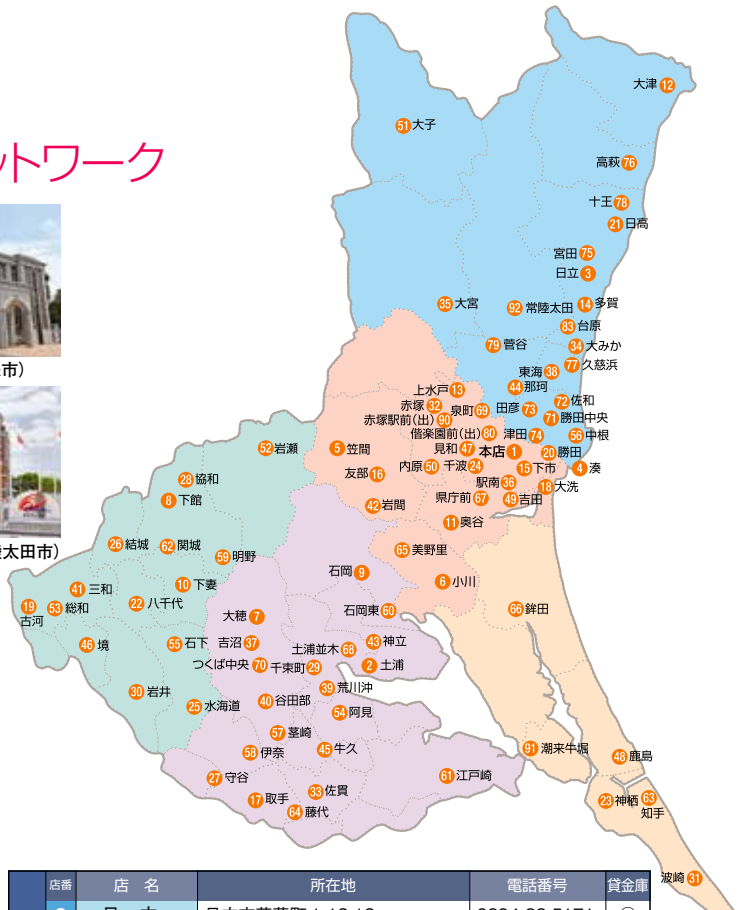 ットワーク
市)
太田市)
大津 12
51 大子
高萩 76
十王 78
21 日高
宮田 75
日立 3
35 大宮
92 常陸太田
14 多賀
83 台原
79 菅谷
34 大みか
77 久慈浜
東海 38
44 那珂
上水戸 13
赤塚 32
泉町 69
田彦 73
72 佐和
赤塚駅前(出) 90
71 勝田中央
偕楽園前(出) 80
津田 74
56 中根
52 岩瀬
5 笠間
見和 47
本店 1
20 勝田
内原 50
千波 24
15 下市
4 湊
友部 16
28 協和
駅南 36
18 大洗
8 下館
県庁前 67
49 吉田
42 岩間
11 奥谷
26 結城
62 関城
65 美野里
59 明野
石岡 9
6 小川
10 下妻
41 三和
19 古河
53 総和
22 八千代
石岡東 60
66 鉾田
大穂 7
46 境
55 石下
吉沼 37
43 神立
土浦並木 68
つくば中央 70
千束町 29
2 土浦
30 岩井
39 荒川沖
25 水海道
40 谷田部
54 阿見
57 茎崎
58 伊奈
45 牛久
91 潮来牛堀
48 鹿島
27 守谷
61 江戸崎
33 佐貫
17 取手
64 藤代
23 神栖
63 知手
波崎 31
店番 店 名 所在地 電話番号 貸金庫